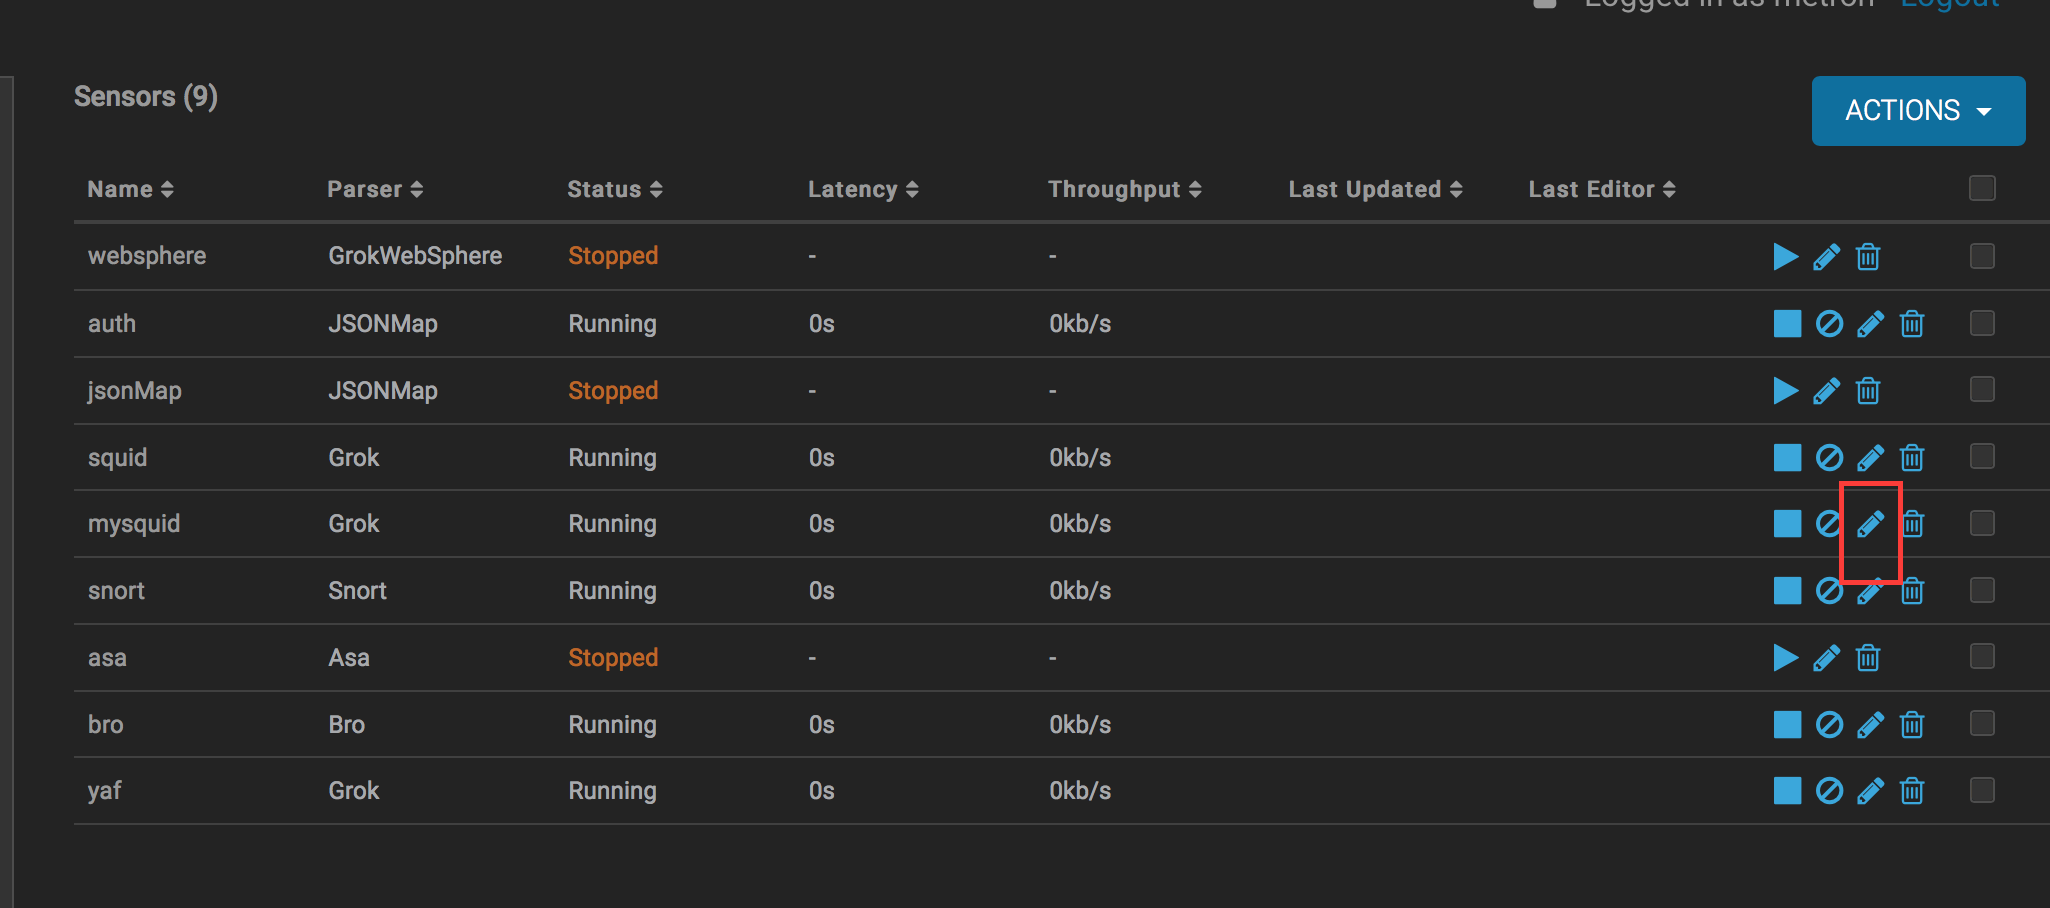 Logged in as metron Logout
Sensors (9)
ACTIONS
Name Parser Status Latency Throughput Last Updated Last Editor
websphere GrokWebSphere Stopped - -
auth JSONMap Running 0s 0kb/s
jsonMap JSONMap Stopped - -
squid Grok Running 0s 0kb/s
mysquid Grok Running 0s 0kb/s
snort Snort Running 0s 0kb/s
asa Asa Stopped - -
bro Bro Running 0s 0kb/s
yaf Grok Running 0s 0kb/s